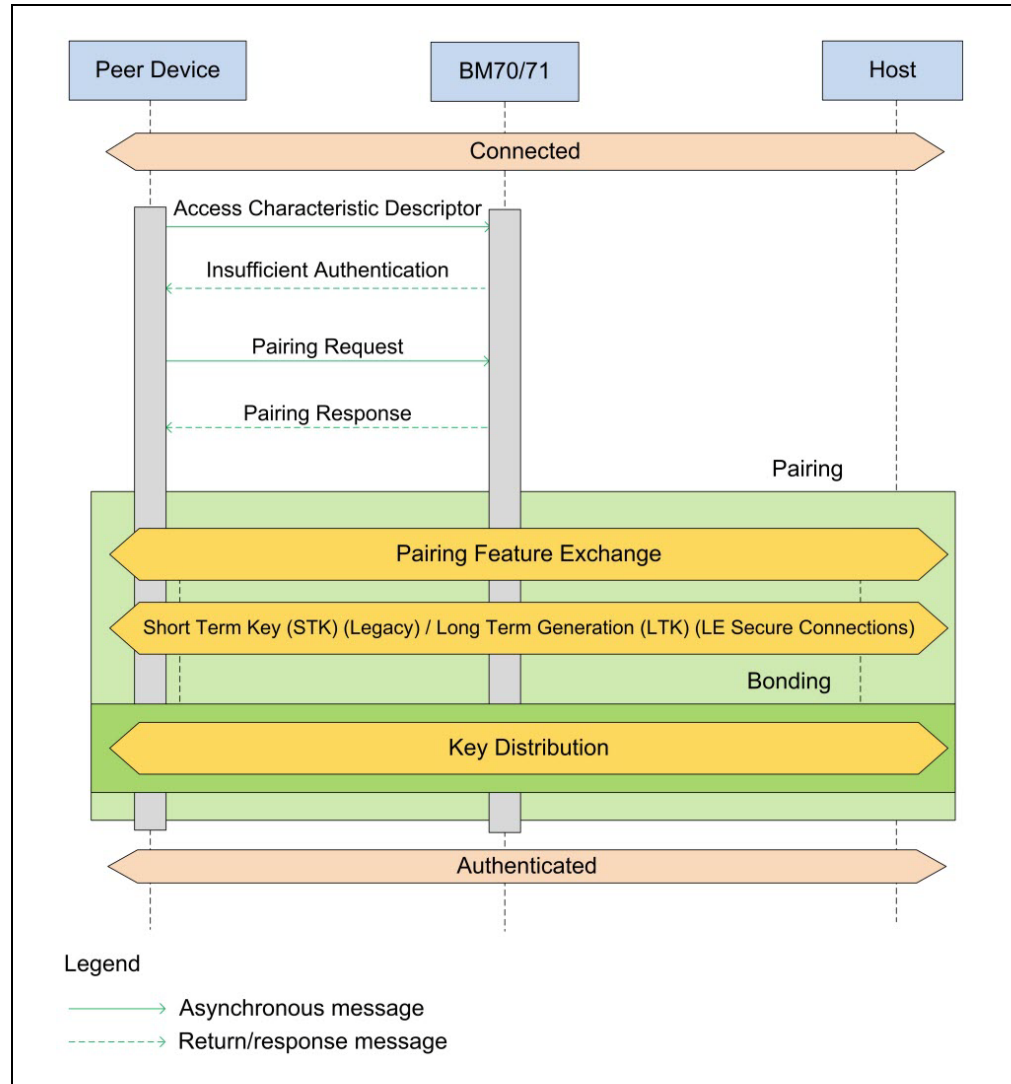 Peer Device
BM70/71
Host
Connected
Access Characteristic Descriptor
Insufficient Authentication
Pairing Request
Pairing Response
Pairing
Pairing Feature Exchange
Short Term Key (STK) (Legacy) / Long Term Generation (LTK) (LE Secure Connections)
Bonding
Key Distribution
Authenticated
Legend
Asynchronous message
Return/response message